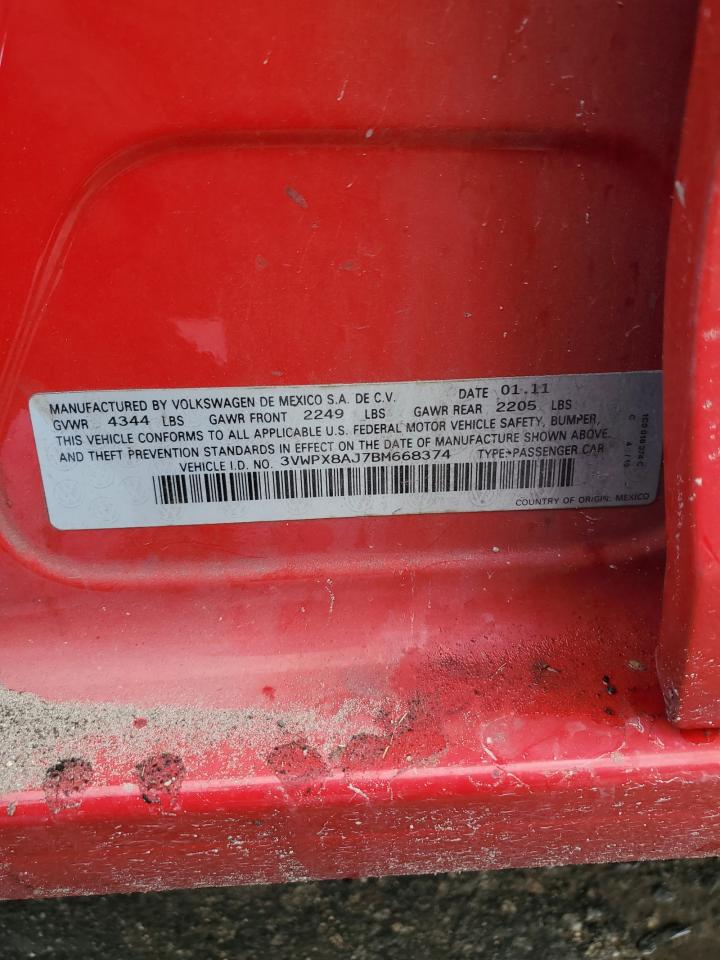 MANUFACTURED BY VOLKSWAGEN DE MEXICO S.A. DE C.V. DATE 01.11
GVWR 4344 LBS GAWR FRONT 2249 LBS GAWR REAR 2205 LBS
THIS VEHICLE CONFORMS TO ALL APPLICABLE U.S. FEDERAL MOTOR VEHICLE SAFETY, BUMPER,
AND THEFT PREVENTION STANDARDS IN EFFECT ON THE DATE OF MANUFACTURE SHOWN ABOVE.
VEHICLE I.D. NO. 3VWPX8AJ7BM668374 TYPE: PASSENGER CAR
COUNTRY OF ORIGIN: MEXICO